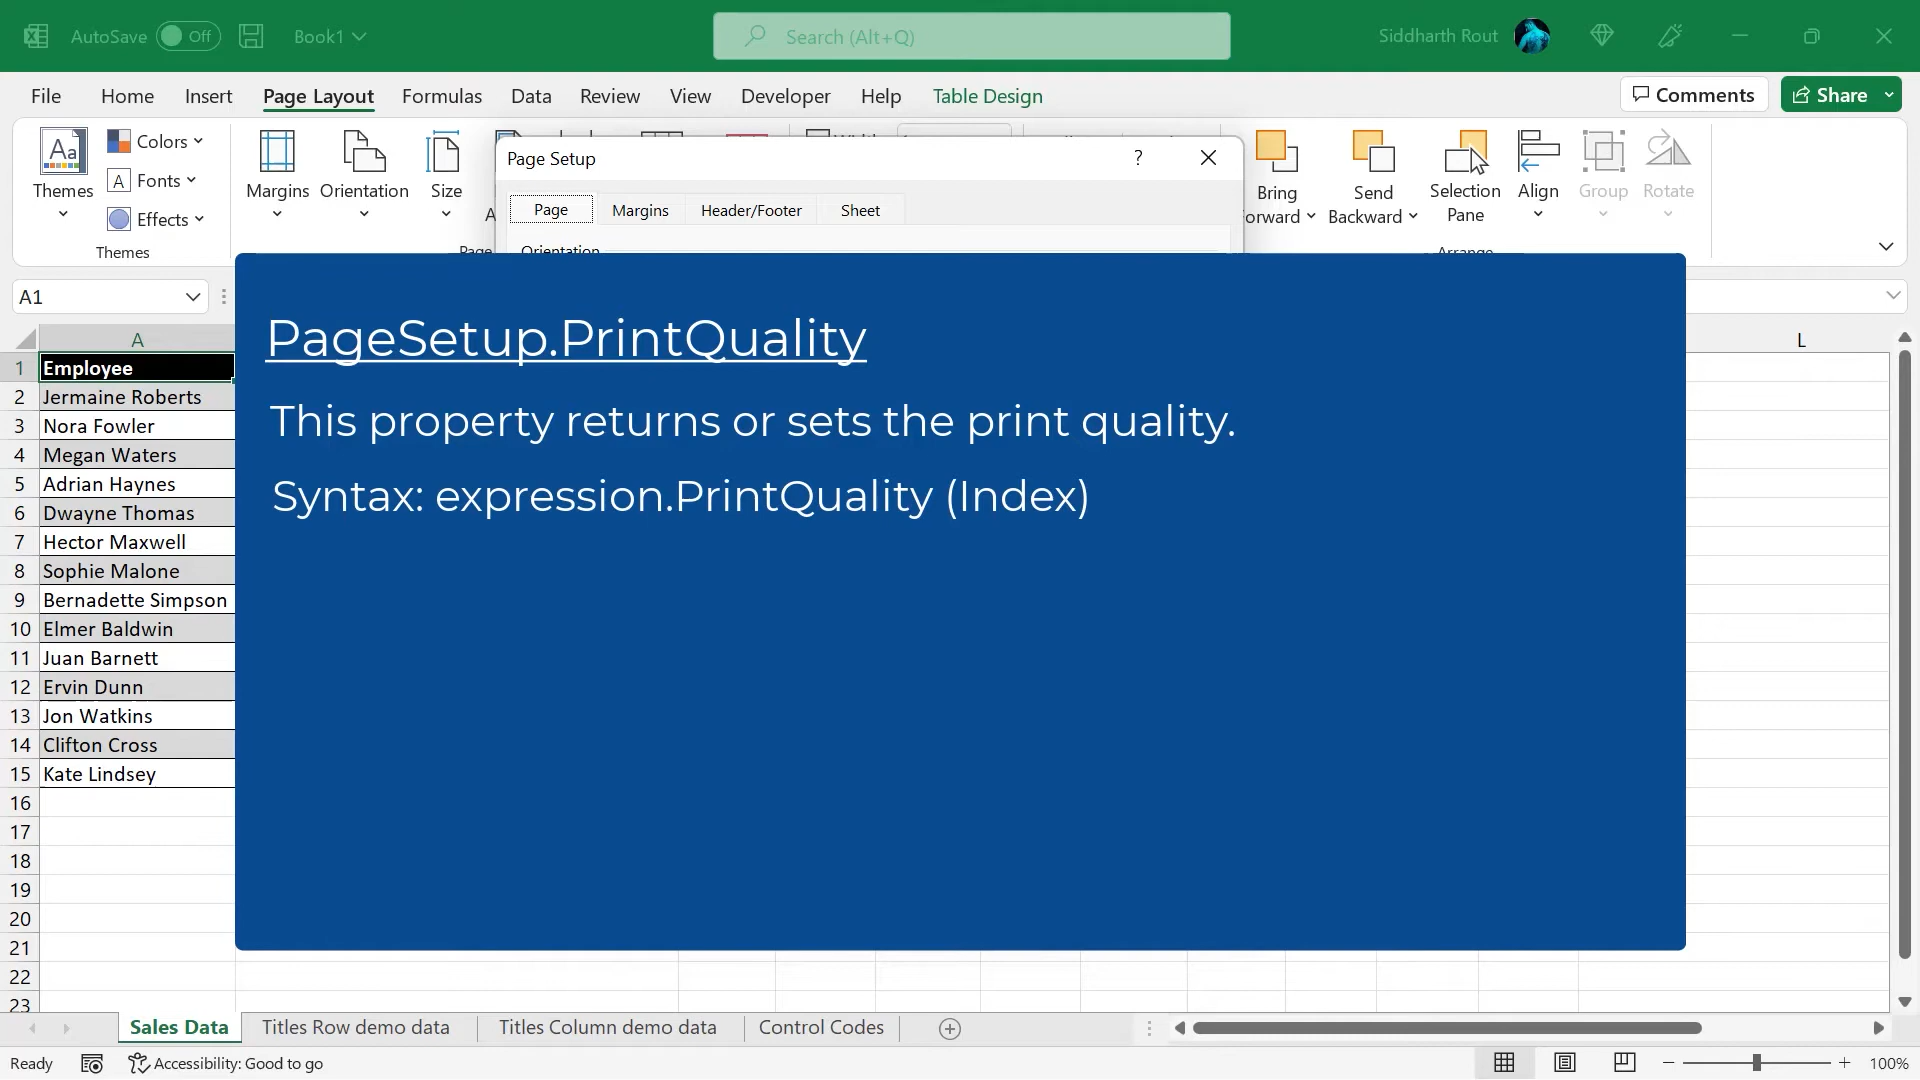 AutoSave Off Book1 Search (Alt+Q) Siddharth Rout
File Home Insert Page Layout Formulas Data Review View Developer Help Table Design Comments Share
Themes Colors Fonts Effects Themes
Margins Orientation Size
Page Setup ?
Page Margins Header/Footer Sheet
Orientation
Bring
Send Backward
Selection Pane
Align Group Rotate
Arrange
A1
A L
1 Employee
2 Jermaine Roberts
3 Nora Fowler
4 Megan Waters
5 Adrian Haynes
6 Dwayne Thomas
7 Hector Maxwell
8 Sophie Malone
9 Bernadette Simpson
10 Elmer Baldwin
11 Juan Barnett
12 Ervin Dunn
13 Jon Watkins
14 Clifton Cross
15 Kate Lindsey
16
17
18
19
20
21
22
23
PageSetup.PrintQuality
This property returns or sets the print quality.
Syntax: expression.PrintQuality (Index)
Sales Data Titles Row demo data Titles Column demo data Control Codes
Ready Accessibility: Good to go 100%